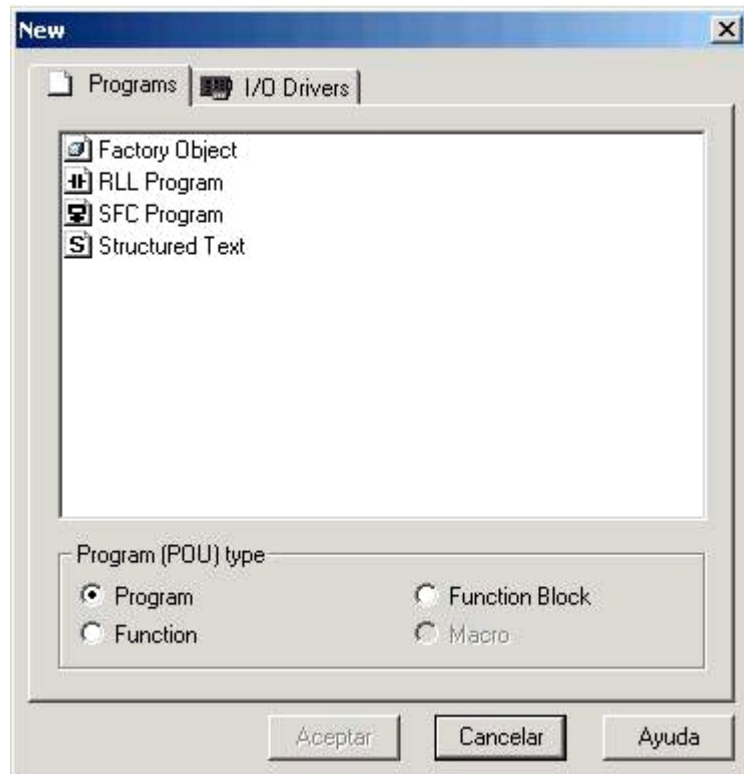 New
Programs I/O Drivers
Factory Object
RLL Program
SFC Program
Structured Text
Program (POU) type
Program Function Block
Function Macro
Aceptar Cancelar Ayuda